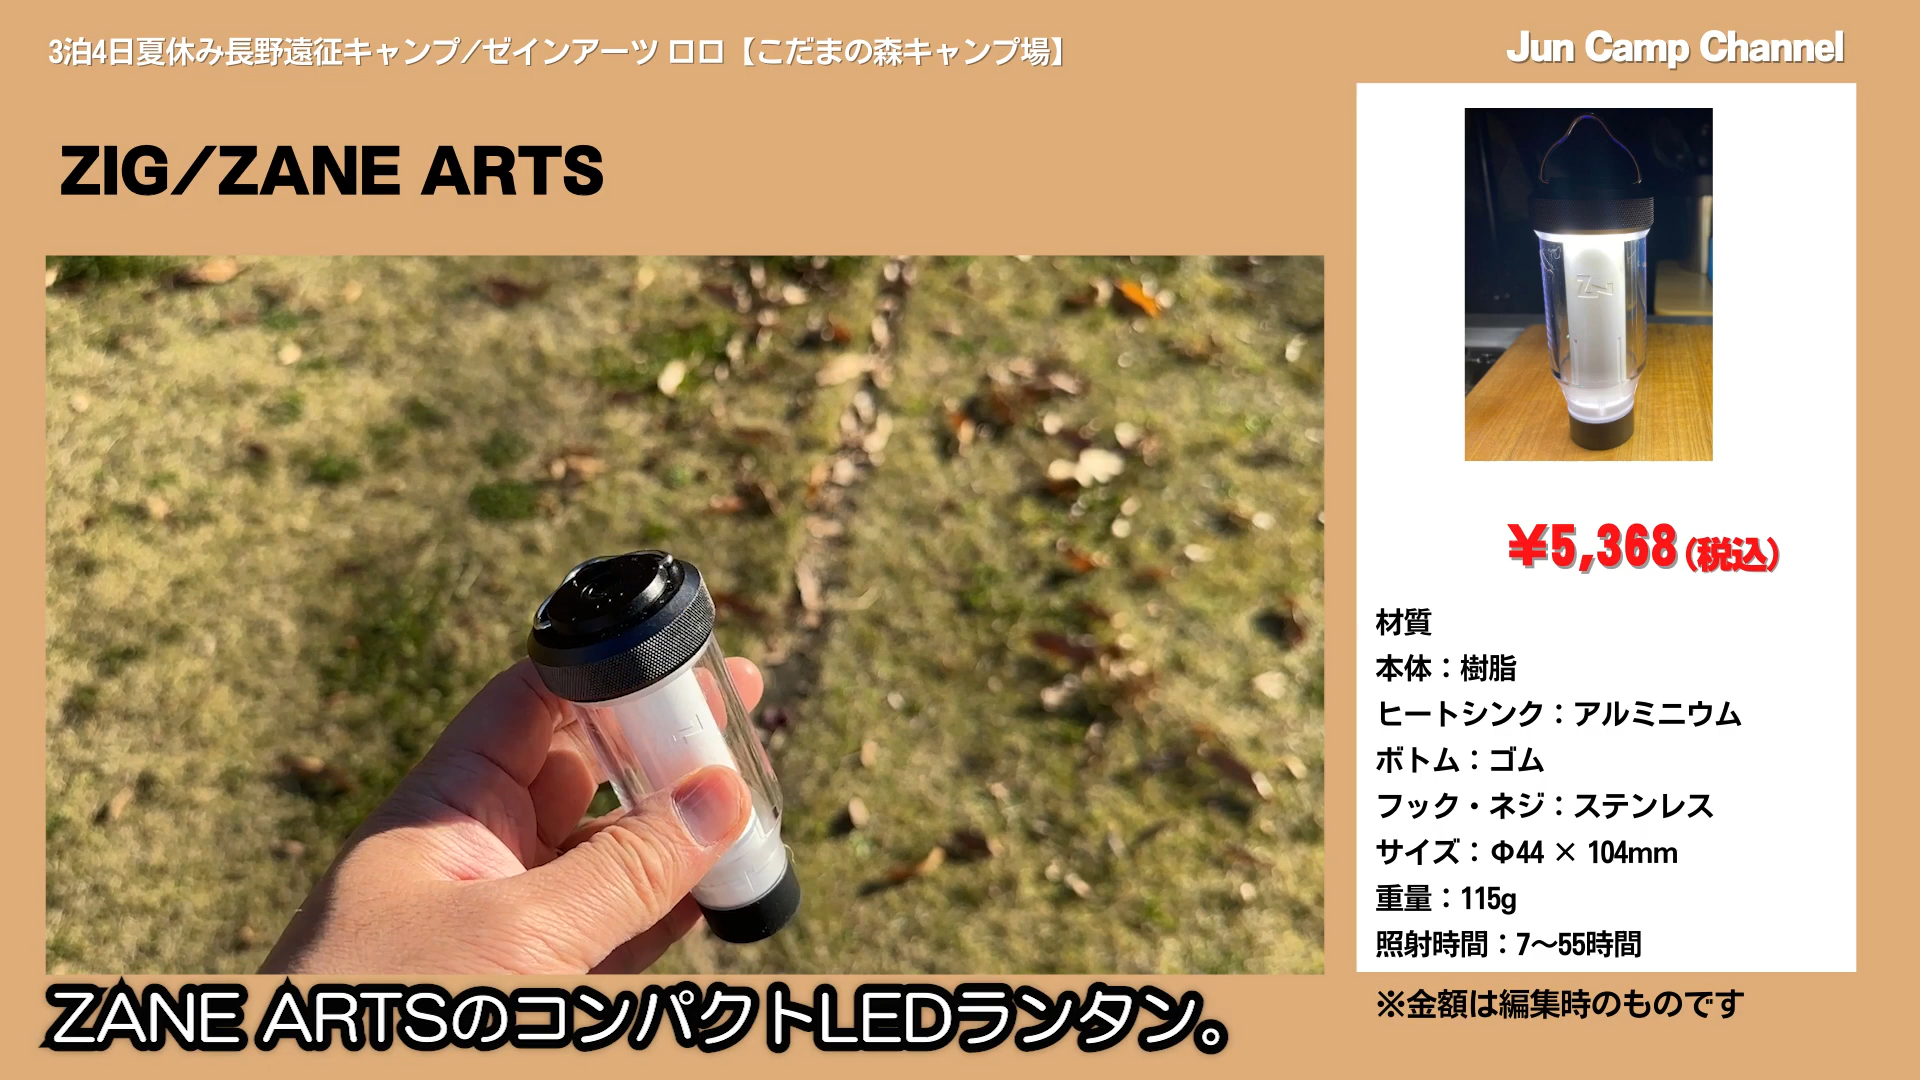 3泊4日夏休み長野遠征キャンプ/ゼインアーツ ロロ【こだまの森キャンプ場】
Jun Camp Channel
ZIG/ZANE ARTS
¥5,368(税込)
材質
本体：樹脂
ヒートシンク：アルミニウム
ボトム：ゴム
フック・ネジ：ステンレス
サイズ：Φ44 × 104mm
重量：115g
照射時間：7〜55時間
※金額は編集時のものです
ZANE ARTSのコンパクトLEDランタン。